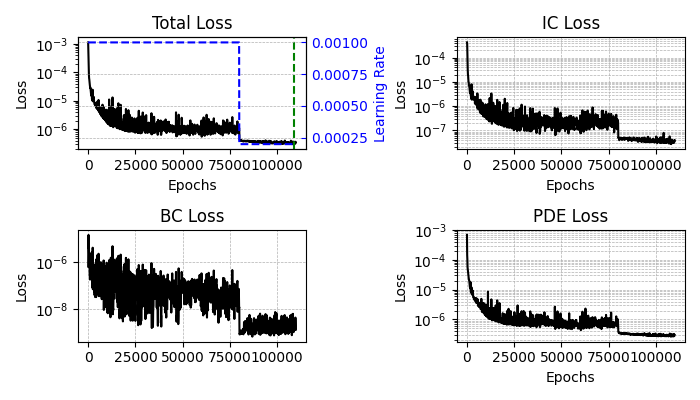 Total Loss
10⁻³
10⁻⁴
10⁻⁵
10⁻⁶
Loss
0 25000 50000 75000 100000
Epochs
0.00100
0.00075
0.00050
0.00025
Learning Rate
IC Loss
10⁻⁴
10⁻⁵
10⁻⁶
10⁻⁷
Loss
0 25000 50000 75000 100000
Epochs
BC Loss
10⁻⁶
10⁻⁸
Loss
0 25000 50000 75000 100000
PDE Loss
10⁻³
10⁻⁴
10⁻⁵
10⁻⁶
Loss
0 25000 50000 75000 100000
Epochs